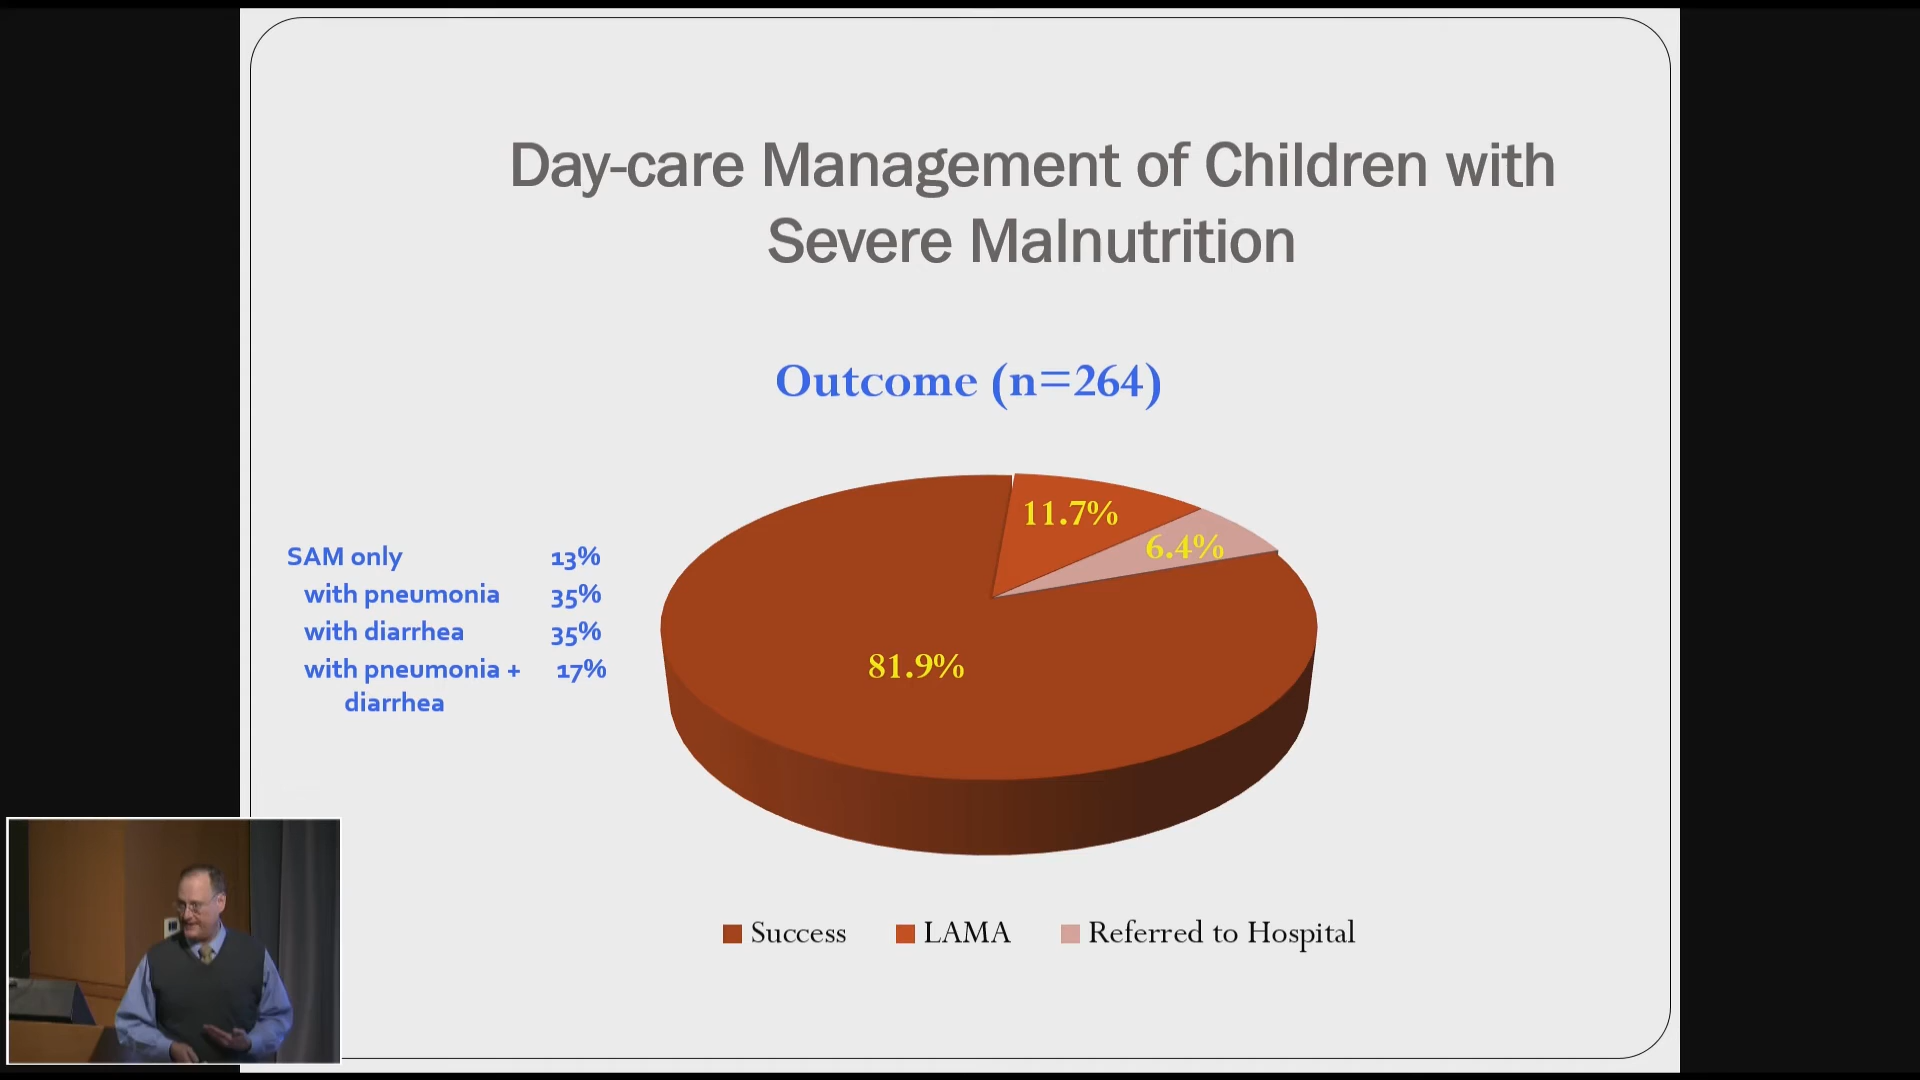 Day-care Management of Children with
Severe Malnutrition
Outcome (n=264)
SAM only 13%
with pneumonia 35%
with diarrhea 35%
with pneumonia + 17%
diarrhea
11.7%
6.4%
81.9%
Success LAMA Referred to Hospital